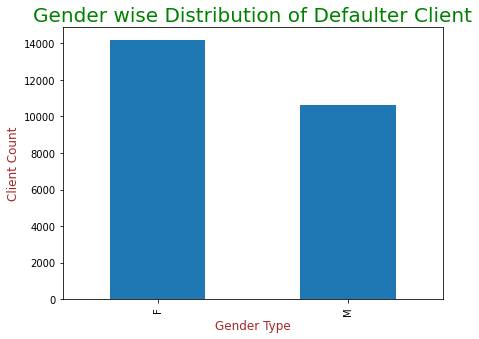 Gender wise Distribution of Defaulter Client
14000
12000
10000
8000
6000
4000
2000
0
Client Count
F
M
Gender Type